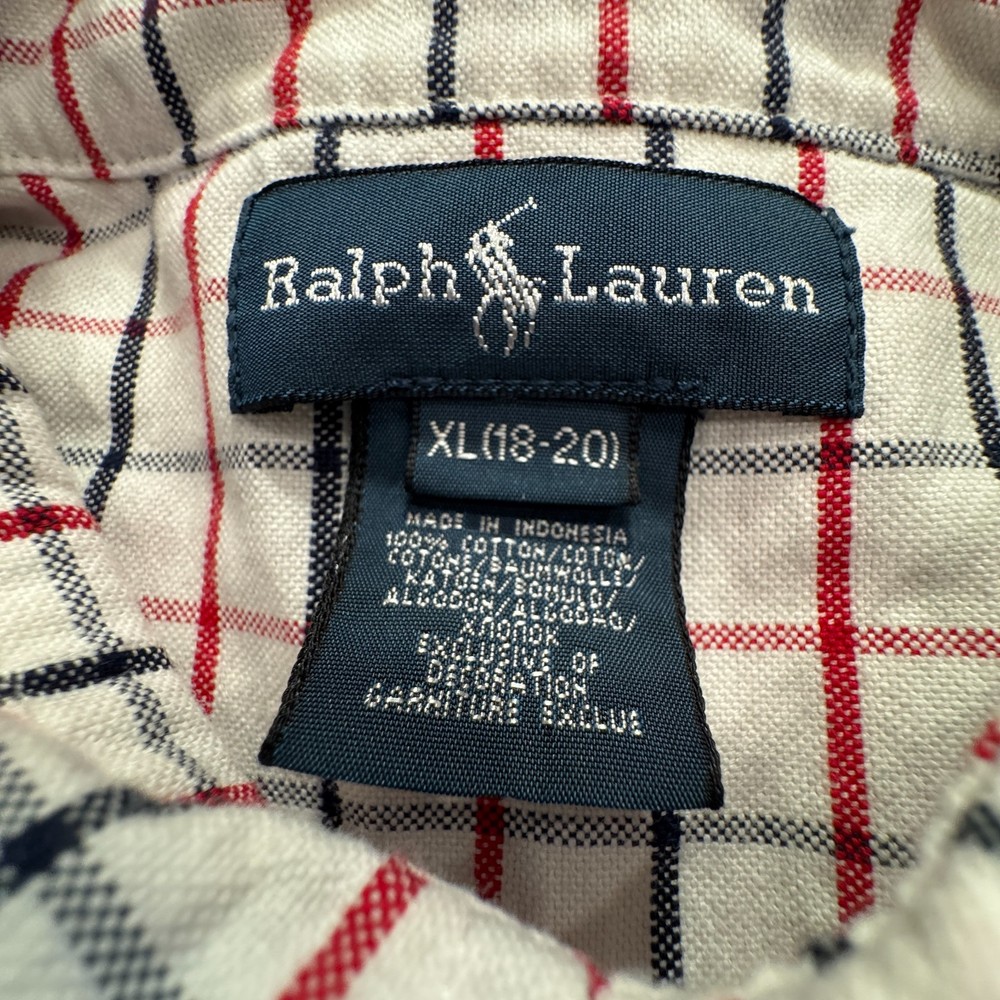 Ralph Lauren
XL(18-20)
MADE IN INDONESIA
100% COTTON/COTON/
COTONE/BAUMWOLLE/
KATOEN/BOMULD/
ALGODON/ALGODAO/
ХЛОПОК
EXCLUSIVE OF
DECORATION
GARNITURE EXCLUE